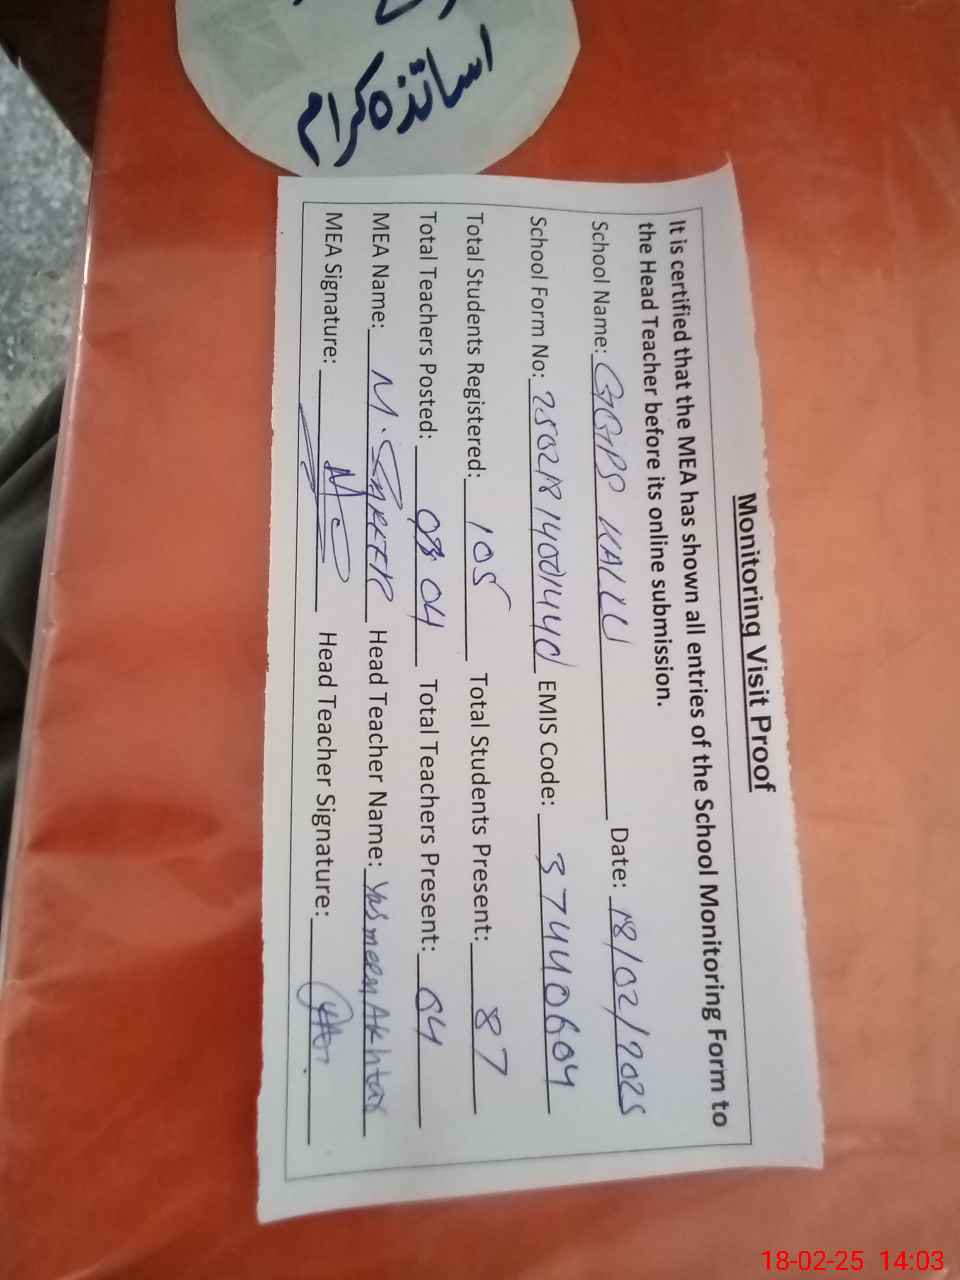 اساتذہ کرام
Monitoring Visit Proof
It is certified that the MEA has shown all entries of the School Monitoring Form to
the Head Teacher before its online submission.
School Name: GGPS KALLU Date: 18/02/2025
School Form No: EMIS Code: 37440604
Total Students Registered: 105 Total Students Present: 87
Total Teachers Posted: 04 Total Teachers Present: 04
MEA Name: M. Head Teacher Name: Yasmeen Akhtar
MEA Signature: Head Teacher Signature:
18-02-25 14:03